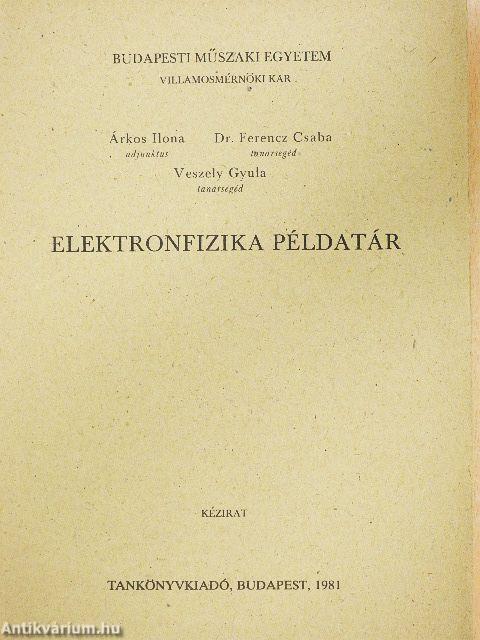 BUDAPESTI MŰSZAKI EGYETEM
VILLAMOSMÉRNÖKI KAR
Árkos Ilona Dr. Ferencz Csaba
adjunktus tanársegéd
Veszely Gyula
tanársegéd
ELEKTRONFIZIKA PÉLDATÁR
KÉZIRAT
TANKÖNYVKIADÓ, BUDAPEST, 1981
Antikvárium.hu